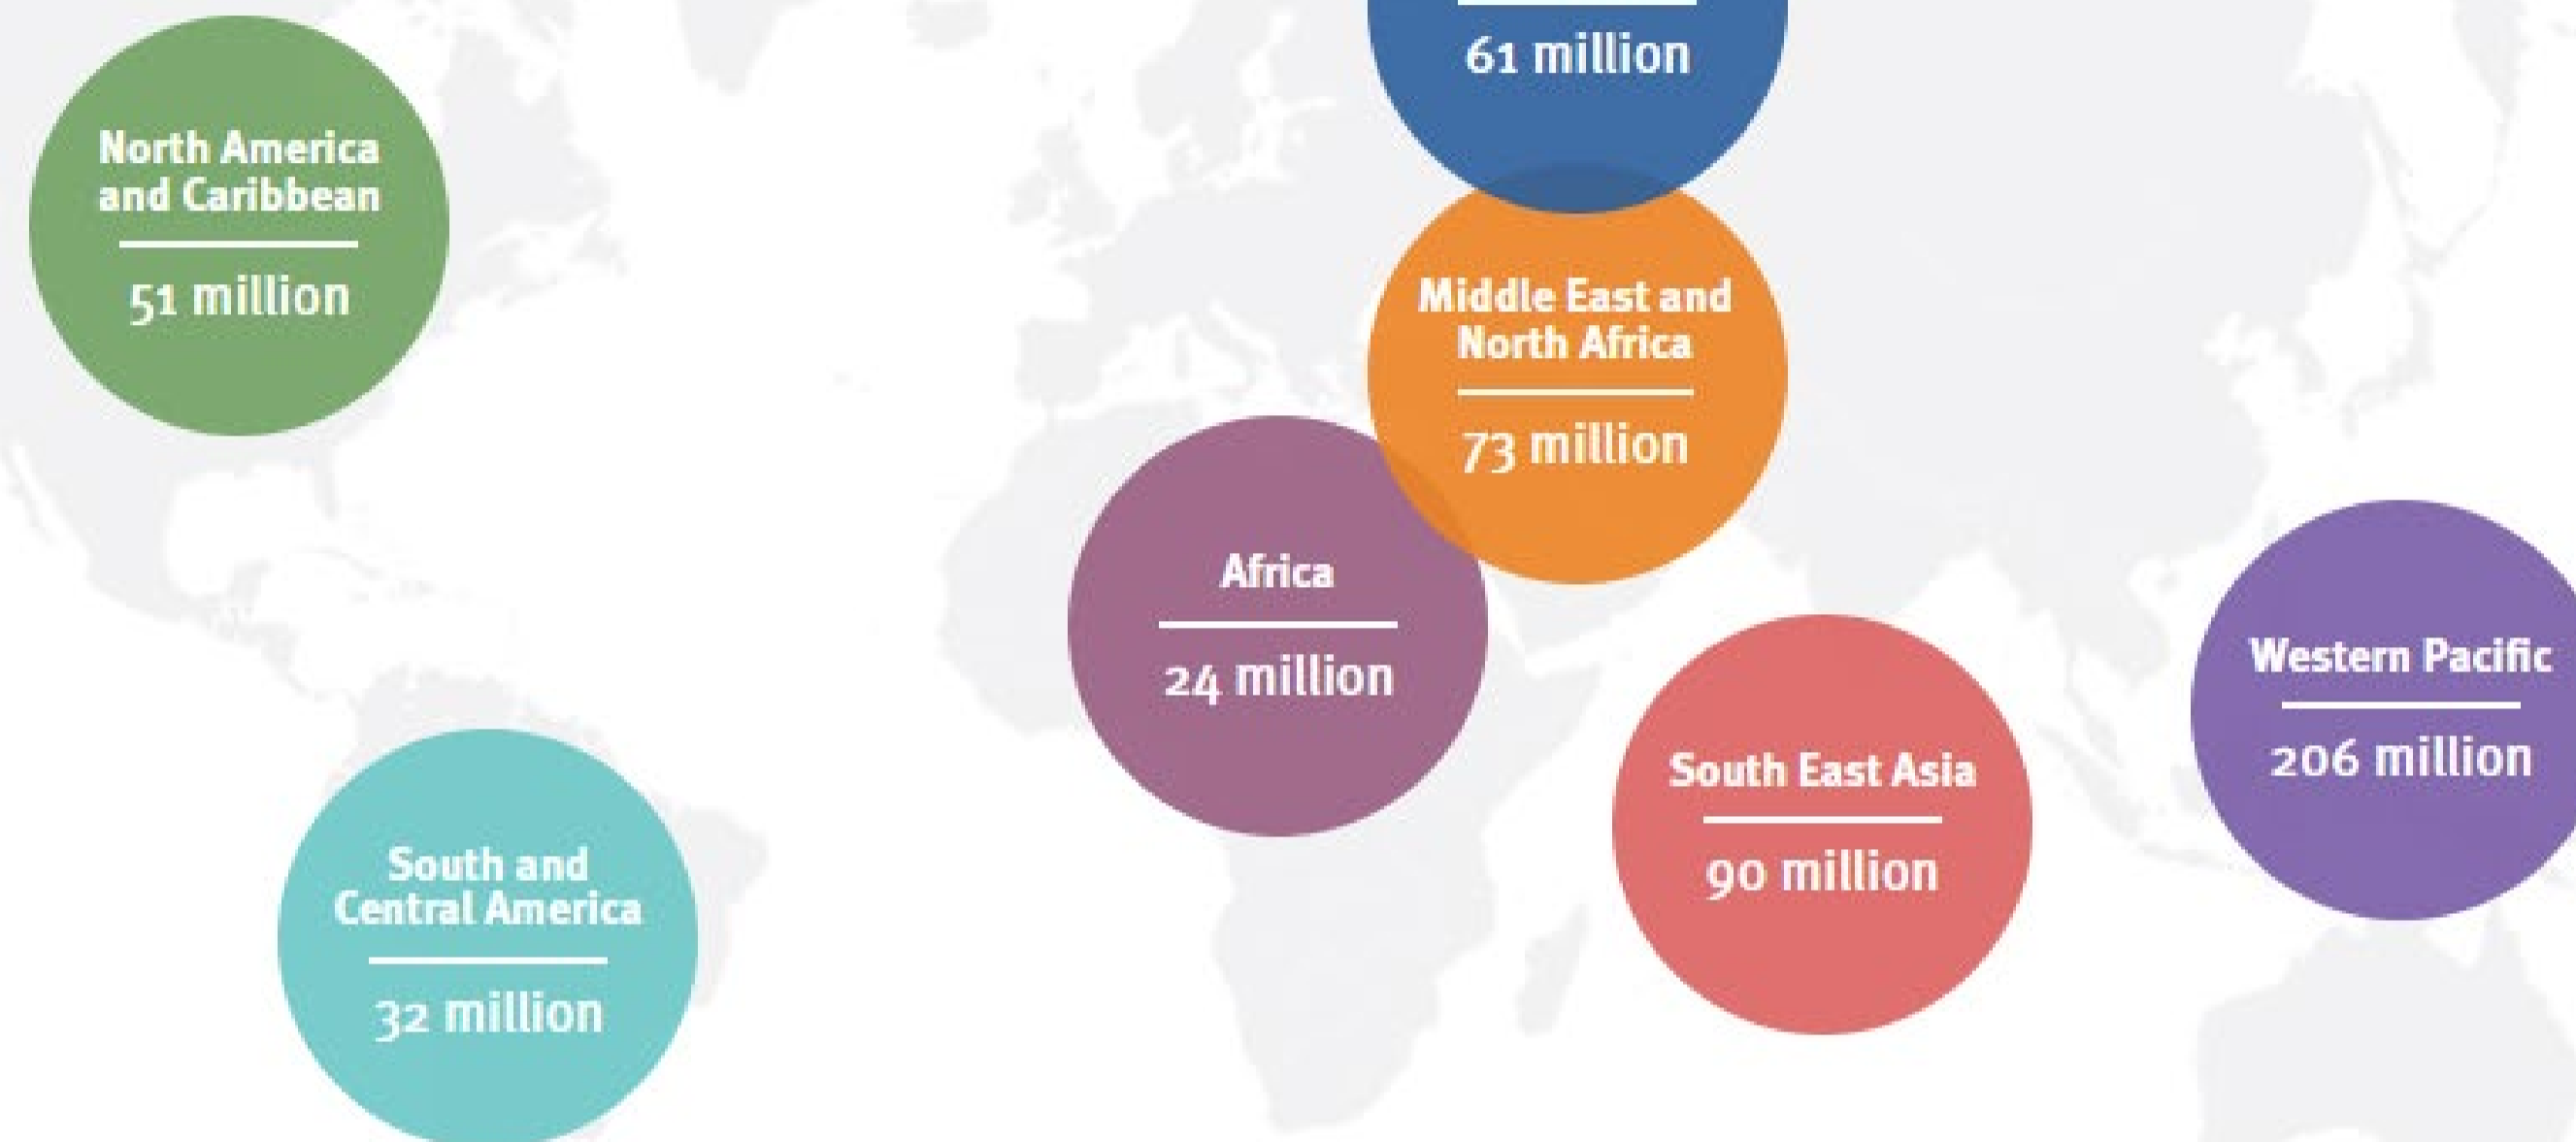 61 million
North America
and Caribbean
51 million
Middle East and
North Africa
73 million
Africa
24 million
Western Pacific
206 million
South East Asia
90 million
South and
Central America
32 million